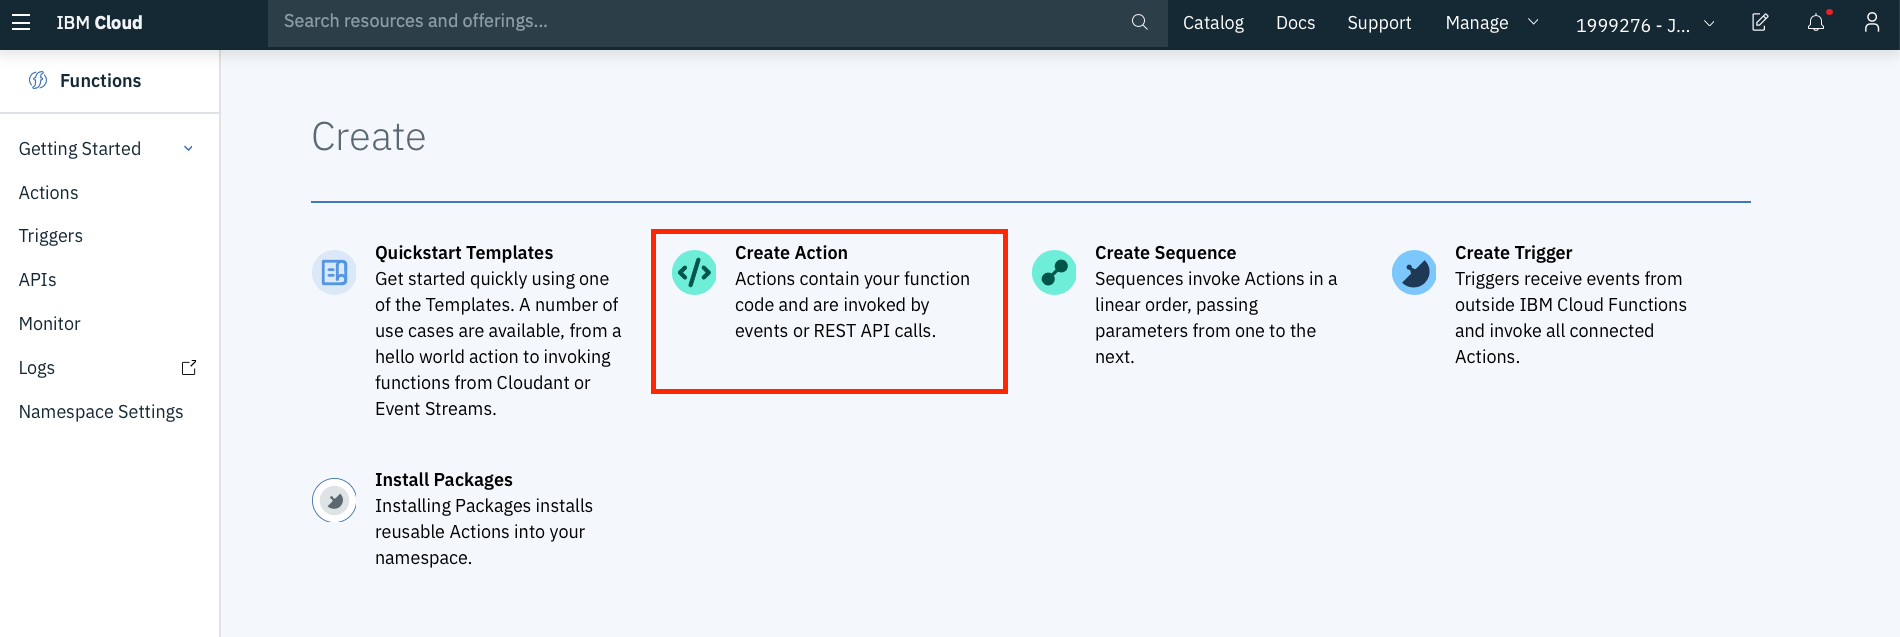 IBM Cloud
Search resources and offerings...
Catalog
Docs
Support
Manage
1999276 - J...
Functions
Getting Started
Actions
Triggers
APIs
Monitor
Logs
Namespace Settings
Create
Quickstart Templates
Get started quickly using one
of the Templates. A number of
use cases are available, from a
hello world action to invoking
functions from Cloudant or
Event Streams.
Create Action
Actions contain your function
code and are invoked by
events or REST API calls.
Create Sequence
Sequences invoke Actions in a
linear order, passing
parameters from one to the
next.
Create Trigger
Triggers receive events from
outside IBM Cloud Functions
and invoke all connected
Actions.
Install Packages
Installing Packages installs
reusable Actions into your
namespace.